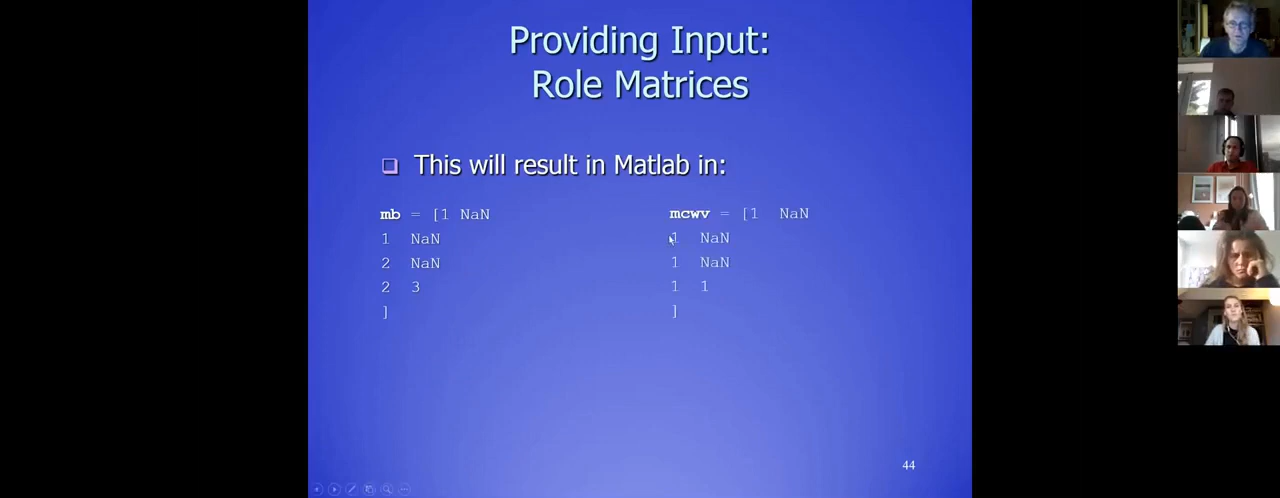 Providing Input:
Role Matrices
This will result in Matlab in:
mb = [1 NaN
1 NaN
2 NaN
2 3
]
mcwv = [1 NaN
1 NaN
1 NaN
1 1
]
44